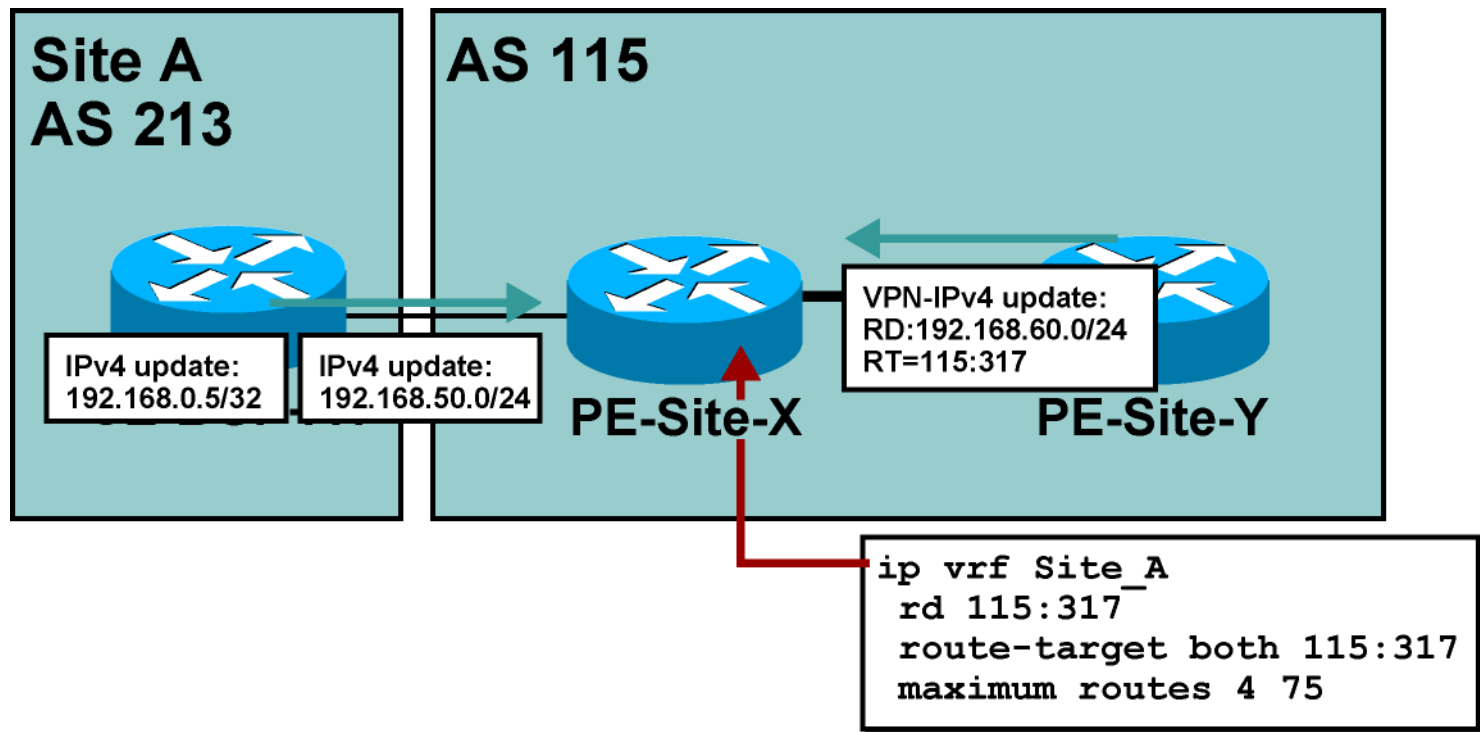 Site A
AS 213
AS 115
IPv4 update:
192.168.0.5/32
IPv4 update:
192.168.50.0/24
VPN-IPv4 update:
RD:192.168.60.0/24
RT=115:317
PE-Site-X
PE-Site-Y
ip vrf Site_A
rd 115:317
route-target both 115:317
maximum routes 4 75